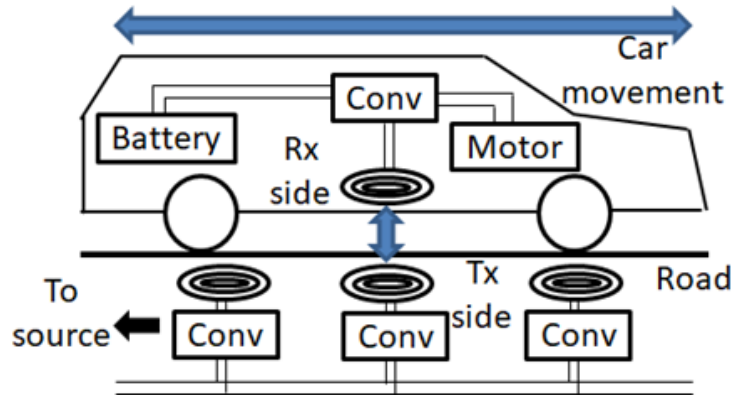 Car
movement
Conv
Battery
Motor
Rx
side
Tx
side
Road
To
source
Conv
Conv
Conv